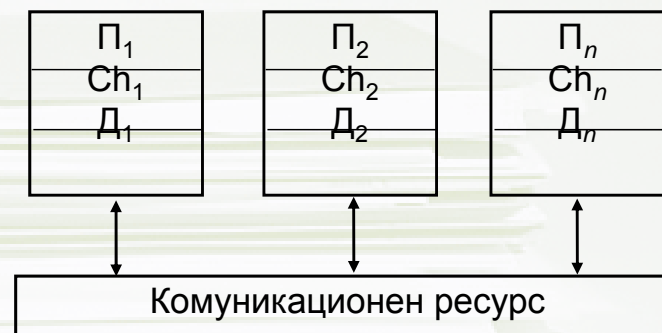 П₁ П₂ Пₙ
Ch₁ Ch₂ Chₙ
Д₁ Д₂ Дₙ
Комуникационен ресурс